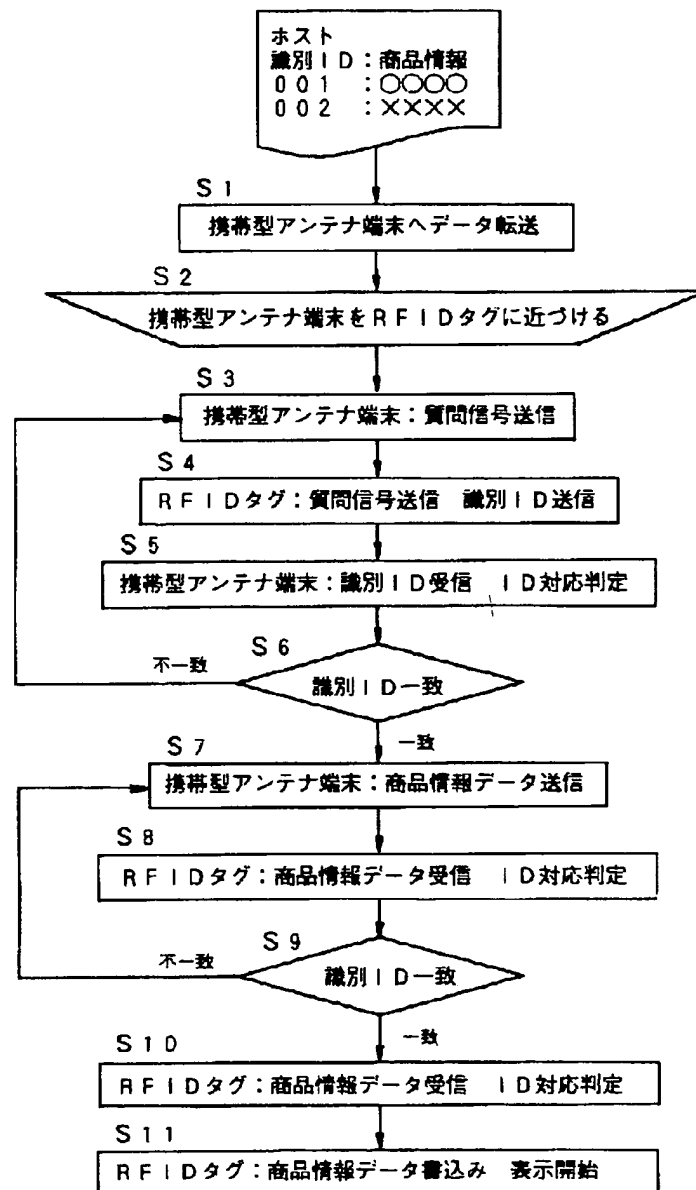 ホスト
識別ID：商品情報
001　：○○○○
002　：××××
S1
携帯型アンテナ端末へデータ転送
S2
携帯型アンテナ端末をRFIDタグに近づける
S3
携帯型アンテナ端末：質問信号送信
S4
RFIDタグ：質問信号送信　識別ID送信
S5
携帯型アンテナ端末：識別ID受信　ID対応判定
S6
不一致
識別ID一致
一致
S7
携帯型アンテナ端末：商品情報データ送信
S8
RFIDタグ：商品情報データ受信　ID対応判定
S9
不一致
識別ID一致
一致
S10
RFIDタグ：商品情報データ受信　ID対応判定
S11
RFIDタグ：商品情報データ書込み　表示開始